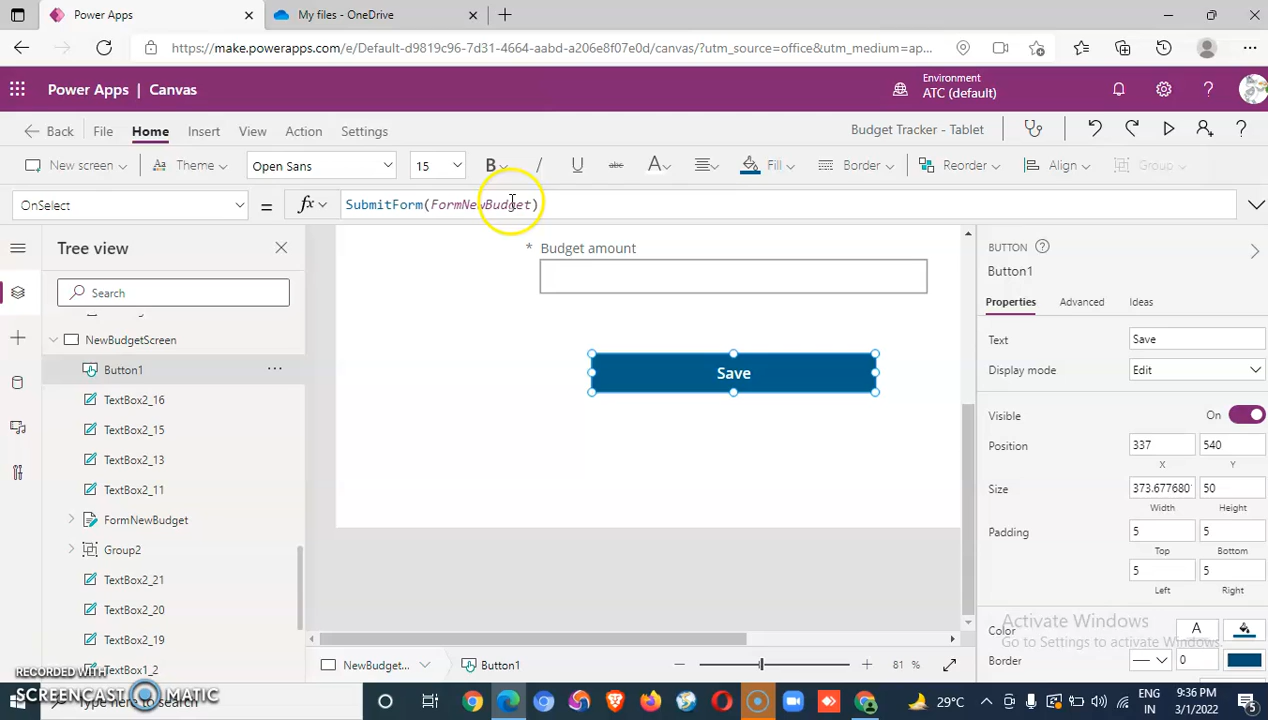 Power Apps
My files - OneDrive
https://make.powerapps.com/e/Default-d9819c96-7d31-4664-aabd-a206e8f07e0d/canvas/?utm_source=office&utm_medium=ap...
Power Apps | Canvas
Environment
ATC (default)
Back File Home Insert View Action Settings
Budget Tracker - Tablet
New screen Theme Open Sans 15 B Fill Border Reorder Align Group
OnSelect = fx SubmitForm(FormNewBudget)
Tree view
Search
NewBudgetScreen
Button1
TextBox2_16
TextBox2_15
TextBox2_13
TextBox2_11
FormNewBudget
Group2
TextBox2_21
TextBox2_20
TextBox2_19
TextBox1_2
* Budget amount
Save
NewBudget... Button1
81 %
BUTTON
Button1
Properties Advanced Ideas
Text Save
Display mode Edit
Visible On
Position 337 540
X Y
Size 373.677680 50
Width Height
Padding 5 5
Top Bottom
5 5
Left Right
Color A
Border 0
Activate Windows
Go to Settings to activate Windows.
RECORDED WITH
SCREENCAST MATIC
Type here to search
29°C
ENG
IN
9:36 PM
3/1/2022
5